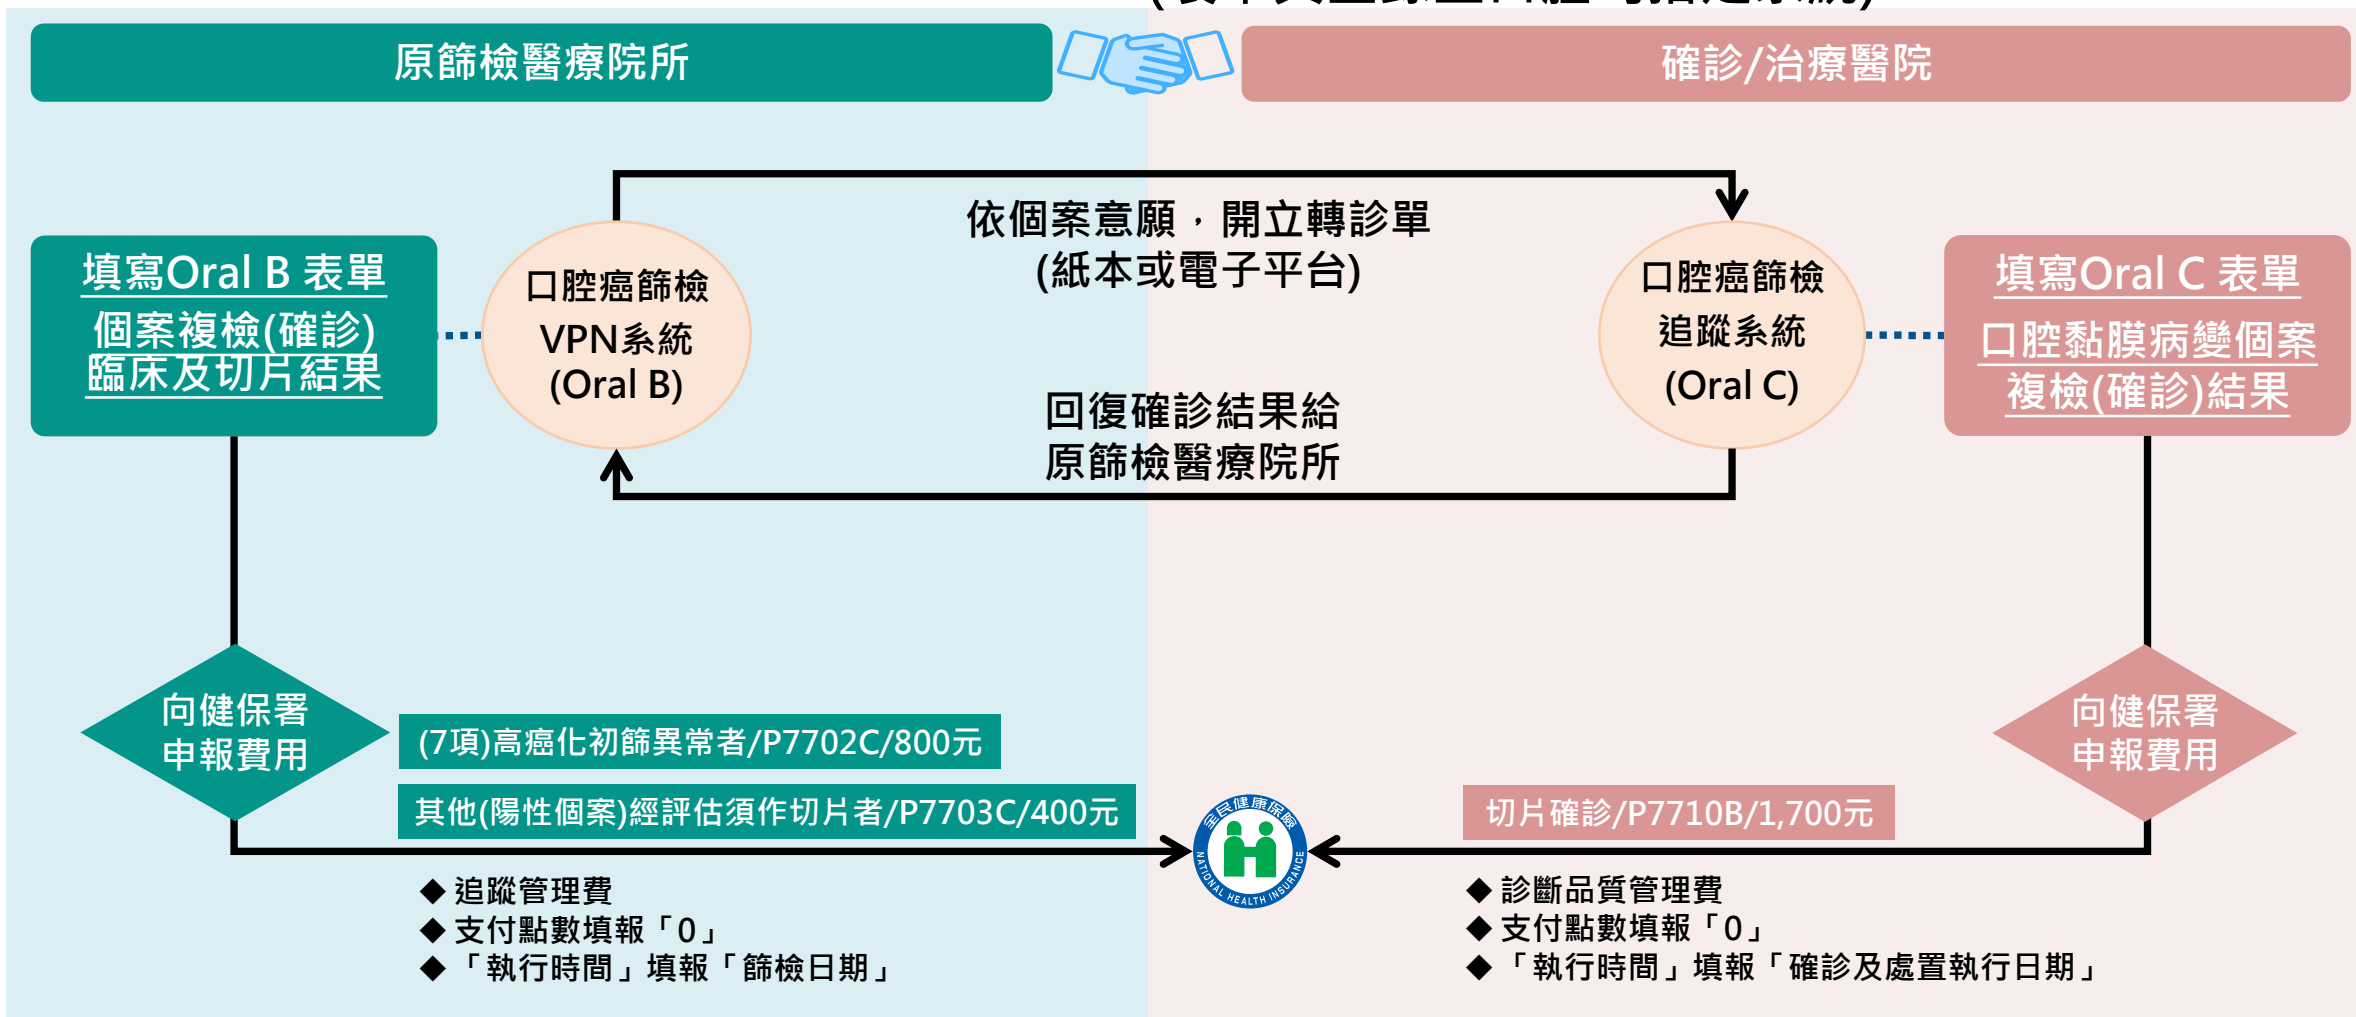 原篩檢醫療院所
確診/治療醫院
依個案意願，開立轉診單
(紙本或電子平台)
填寫Oral B 表單
個案複檢(確診)
臨床及切片結果
口腔癌篩檢
VPN系統
(Oral B)
口腔癌篩檢
追蹤系統
(Oral C)
填寫Oral C 表單
口腔黏膜病變個案
複檢(確診)結果
回復確診結果給
原篩檢醫療院所
向健保署
申報費用
(7項)高癌化初篩異常者/P7702C/800元
其他(陽性個案)經評估須作切片者/P7703C/400元
◆ 追蹤管理費
◆ 支付點數填報「0」
◆ 「執行時間」填報「篩檢日期」
全民健康保險
NATIONAL HEALTH INSURANCE
向健保署
申報費用
切片確診/P7710B/1,700元
◆ 診斷品質管理費
◆ 支付點數填報「0」
◆ 「執行時間」填報「確診及處置執行日期」